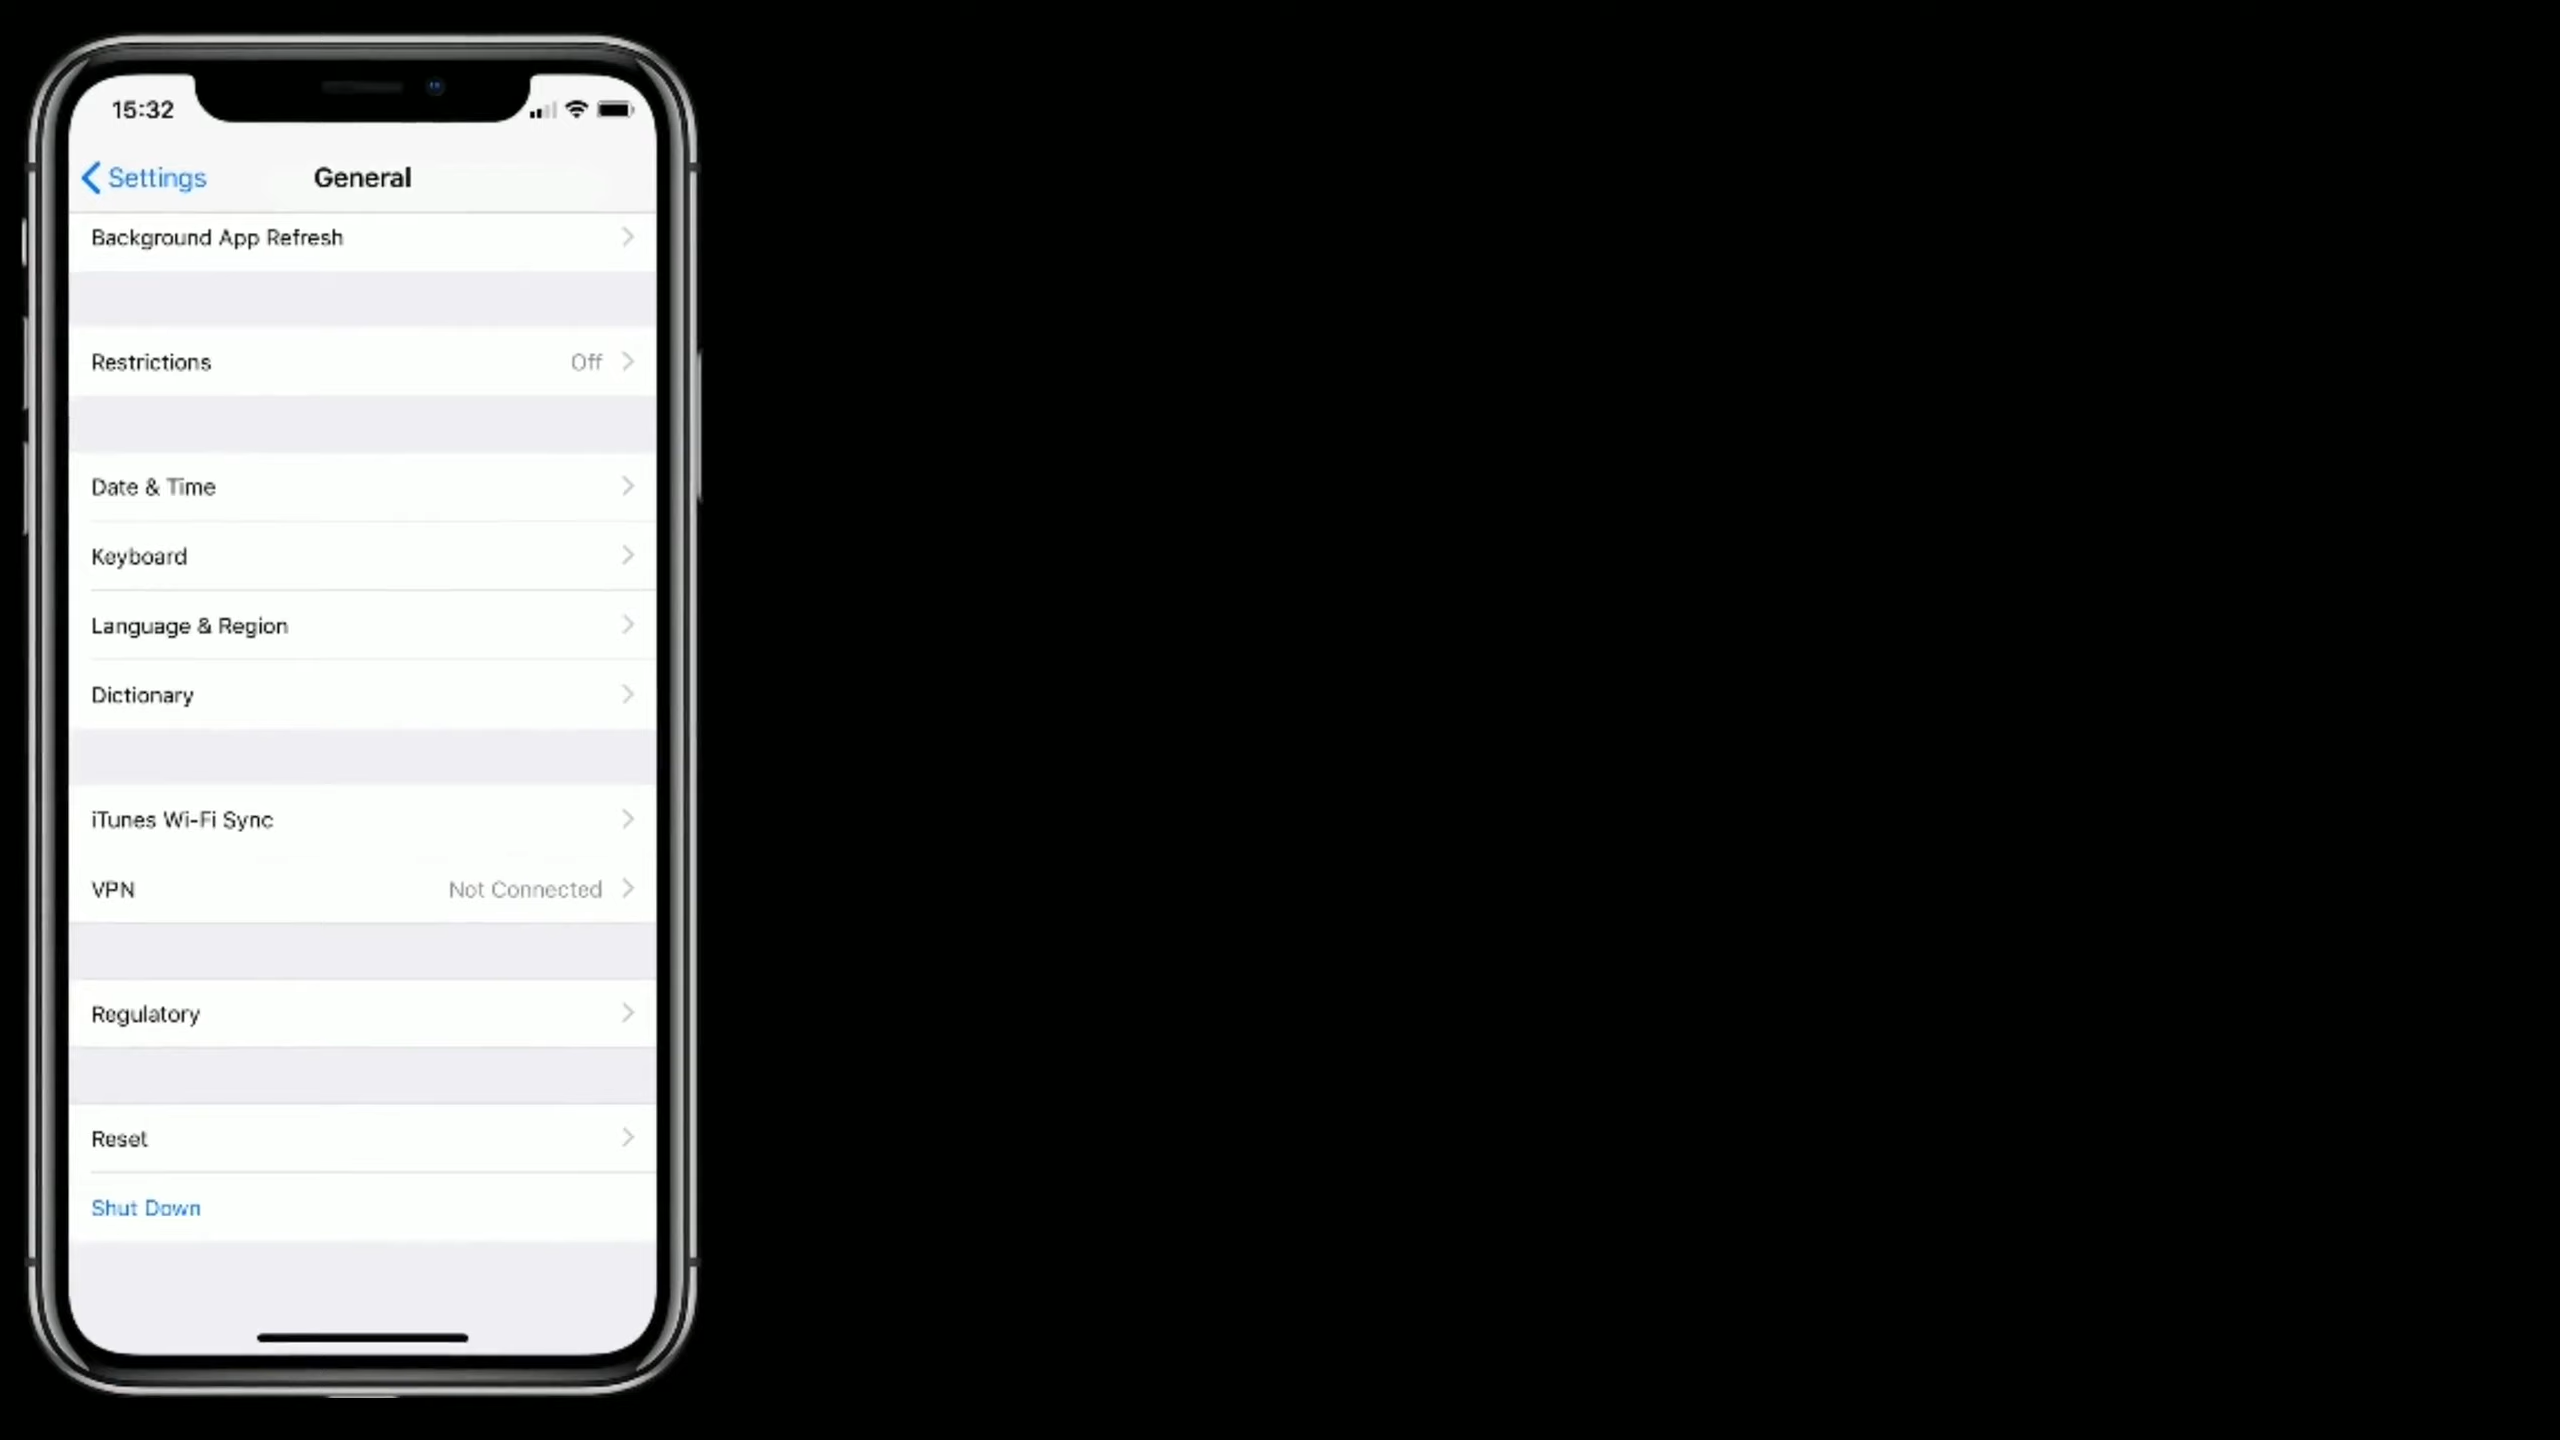 15:32
Settings
General
Background App Refresh
Restrictions Off
Date & Time
Keyboard
Language & Region
Dictionary
iTunes Wi-Fi Sync
VPN Not Connected
Regulatory
Reset
Shut Down